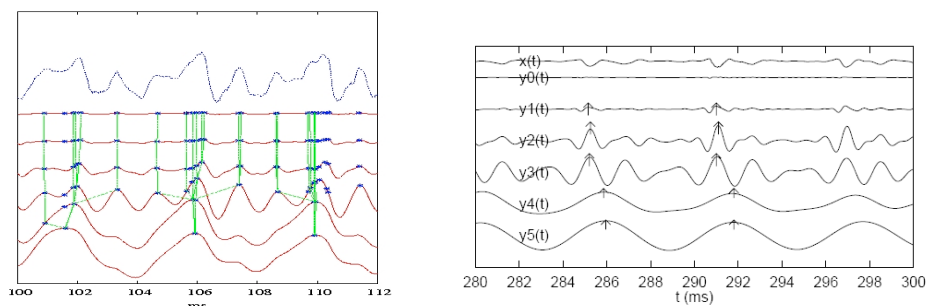 100 102 104 106 108 110 112
ms
x(t)
y0(t)
y1(t)
y2(t)
y3(t)
y4(t)
y5(t)
280 282 284 286 288 290 292 294 296 298 300
t (ms)